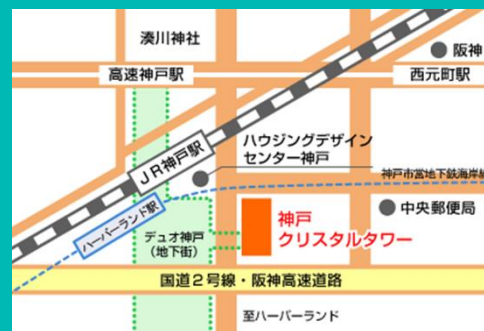 湊川神社
阪神
高速神戸駅
西元町駅
ハウジングデザイン
センター神戸
JR神戸駅
神戸市営地下鉄海岸線
ハーバーランド駅
中央郵便局
神戸
クリスタルタワー
デュオ神戸
(地下街)
国道2号線・阪神高速道路
至ハーバーランド